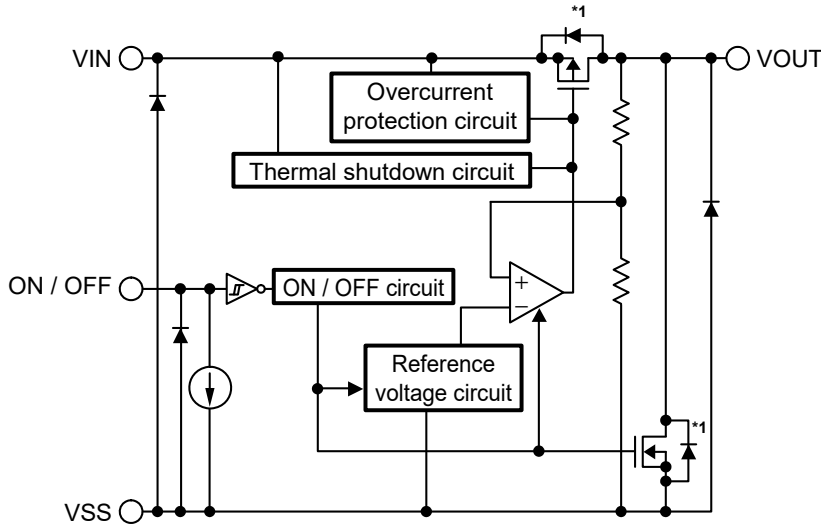 *1
VIN
VOUT
Overcurrent
protection circuit
Thermal shutdown circuit
ON / OFF
ON / OFF circuit
+
−
Reference
voltage circuit
*1
VSS